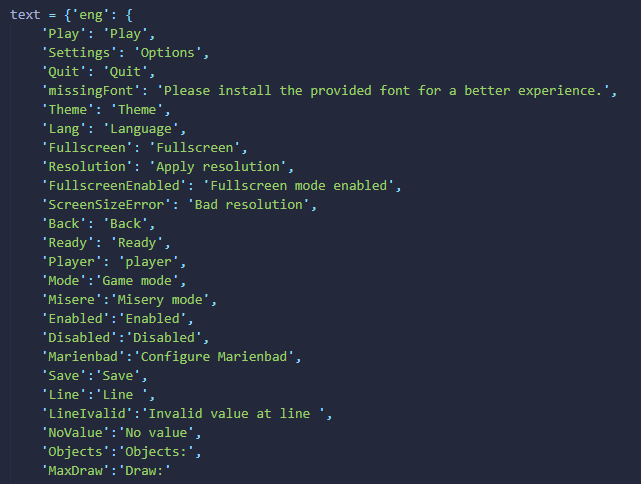 text = {'eng': {
'Play': 'Play',
'Settings': 'Options',
'Quit': 'Quit',
'missingFont': 'Please install the provided font for a better experience.',
'Theme': 'Theme',
'Lang': 'Language',
'Fullscreen': 'Fullscreen',
'Resolution': 'Apply resolution',
'FullscreenEnabled': 'Fullscreen mode enabled',
'ScreenSizeError': 'Bad resolution',
'Back': 'Back',
'Ready': 'Ready',
'Player': 'player',
'Mode':'Game mode',
'Misere':'Misery mode',
'Enabled':'Enabled',
'Disabled':'Disabled',
'Marienbad':'Configure Marienbad',
'Save':'Save',
'Line':'Line ',
'LineIvalid':'Invalid value at line ',
'NoValue':'No value',
'Objects':'Objects:',
'MaxDraw':'Draw:'